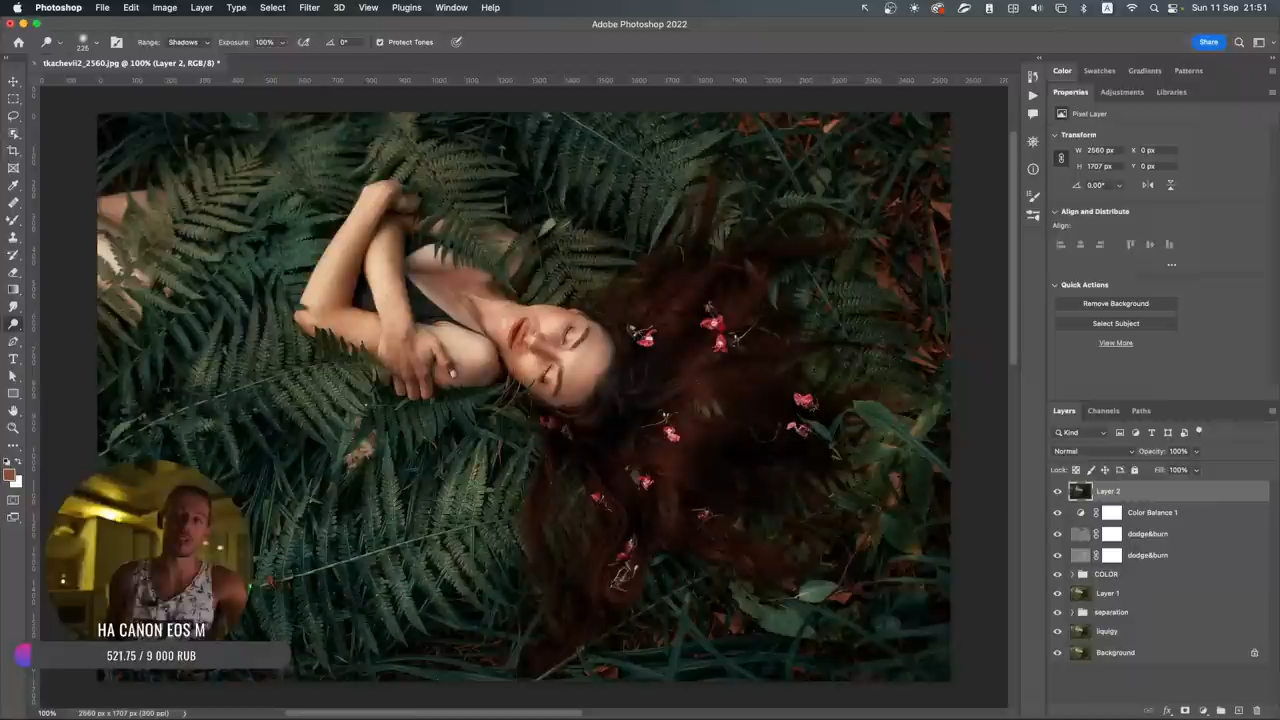 Photoshop File Edit Image Layer Type Select Filter 3D View Plugins Window Help
A
Sun 11 Sep 21:51
Adobe Photoshop 2022
226
Range: Shadows
Exposure: 100%
0°
Protect Tones
Share
tkachevii2_2560.jpg @ 100% (Layer 2, RGB/8) *
Color Swatches Gradients Patterns
Properties Adjustments Libraries
Pixel Layer
Transform
W 2560 px X 0 px
H 1707 px Y 0 px
0.00°
Align and Distribute
Align:
Quick Actions
Remove Background
Select Subject
View More
Layers Channels Paths
Kind
Normal Opacity: 100%
Lock: Fill: 100%
Layer 2
Color Balance 1
dodge&burn
dodge&burn
COLOR
Layer 1
separation
liquigy
Background
НА CANON EOS M
521.75 / 9 000 RUB
100% 2560 px x 1707 px (300 ppi)